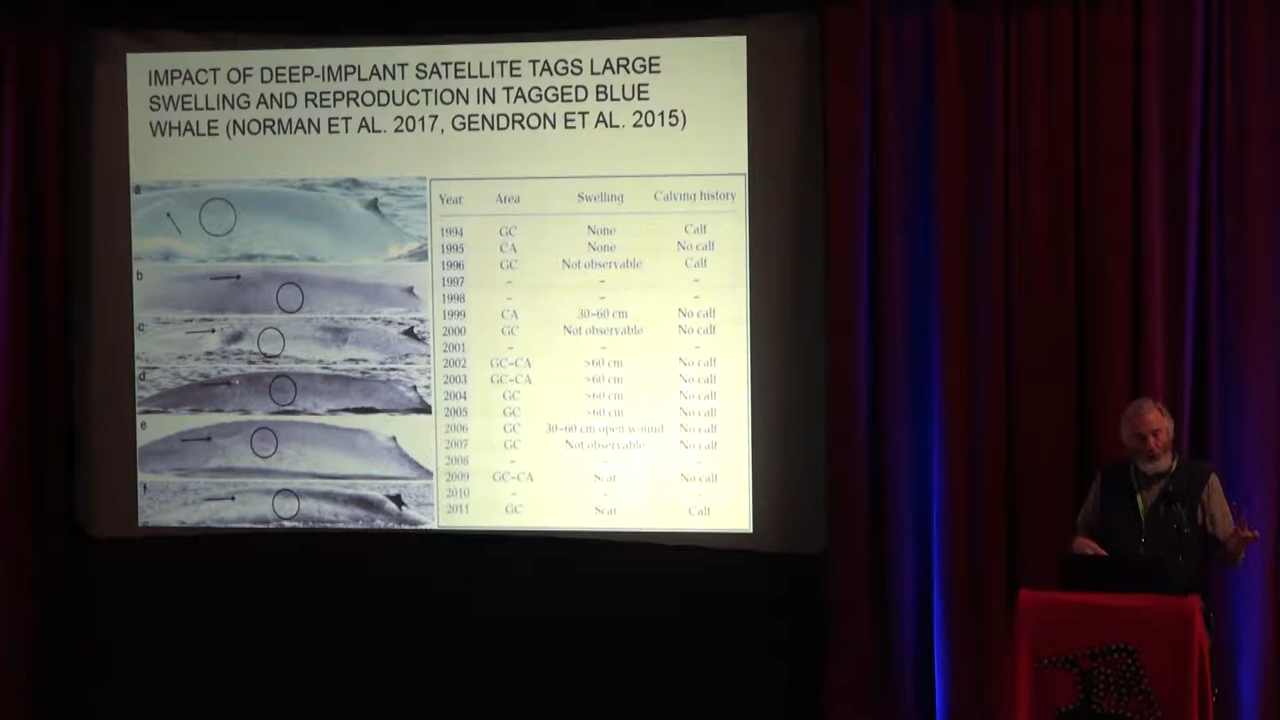 IMPACT OF DEEP-IMPLANT SATELLITE TAGS LARGE
SWELLING AND REPRODUCTION IN TAGGED BLUE
WHALE (NORMAN ET AL. 2017, GENDRON ET AL. 2015)
a
b
c
d
e
f
Year Area Swelling Calving history
1994 GC None Calf
1995 CA None No calf
1996 GC Not observable Calf
1997 – – –
1998 – – –
1999 CA 30–60 cm No calf
2000 GC Not observable No calf
2001 – – –
2002 GC–CA >60 cm No calf
2003 GC–CA >60 cm No calf
2004 GC >60 cm No calf
2005 GC >60 cm No calf
2006 GC 30–60 cm open wound No calf
2007 GC Not observable No calf
2008 – – –
2009 GC–CA Scar No calf
2010 – – –
2011 GC Scar Calf